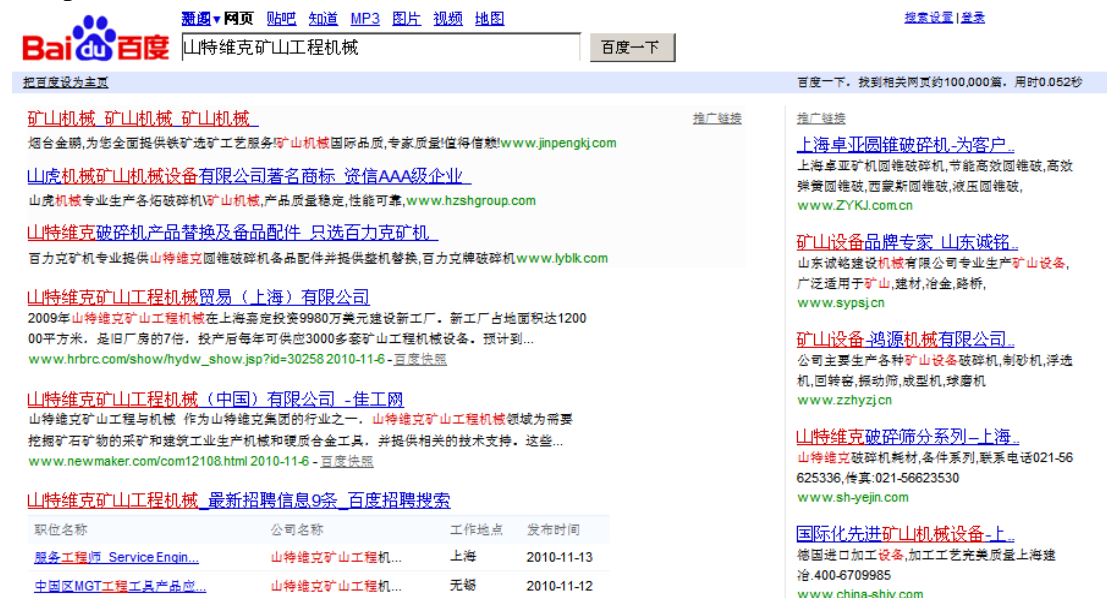 新闻▼网页 贴吧 知道 MP3 图片 视频 地图
搜索设置|登录
Bai du 百度
山特维克矿山工程机械
百度一下
把百度设为主页
百度一下，找到相关网页约100,000篇，用时0.052秒
矿山机械 矿山机械 矿山机械
推广链接
烟台金鹏,为您全面提供铁矿选矿工艺服务!矿山机械国际品质,专家质量!值得信赖!www.jinpengkj.com
山虎机械矿山机械设备有限公司著名商标 资信AAA级企业
山虎机械专业生产各炻破碎机\矿山机械,产品质量稳定,性能可靠,www.hzshgroup.com
山特维克破碎机产品替换及备品配件 只选百力克矿机
百力克矿机专业提供山特维克圆锥破碎机备品配件并提供整机替换,百力克牌破碎机www.lyblk.com
山特维克矿山工程机械贸易（上海）有限公司
2009年山特维克矿山工程机械在上海嘉定投资9980万美元建设新工厂。新工厂占地面积达1200
00平方米，是旧厂房的7倍，投产后每年可供应3000多套矿山工程机械设备。预计到...
www.hrbrc.com/show/hydw_show.jsp?id=30258 2010-11-6 - 百度快照
山特维克矿山工程机械（中国）有限公司 -佳工网
山特维克矿山工程与机械 作为山特维克集团的行业之一，山特维克矿山工程机械领域为需要
挖掘矿石矿物的采矿和建筑工业生产机械和硬质合金工具，并提供相关的技术支持。这些...
www.newmaker.com/com12108.html 2010-11-6 - 百度快照
山特维克矿山工程机械_最新招聘信息9条_百度招聘搜索
职位名称 公司名称 工作地点 发布时间
服务工程师 Service Engin... 山特维克矿山工程机... 上海 2010-11-13
中国区MGT工程工具产品应... 山特维克矿山工程机... 无锡 2010-11-12
推广链接
上海卓亚圆锥破碎机-为客户..
上海卓亚矿机圆锥破碎机,节能高效圆锥破,高效
弹簧圆锥破,西蒙斯圆锥破,液压圆锥破,
www.ZYKJ.com.cn
矿山设备品牌专家 山东诚铭..
山东诚铭建设机械有限公司专业生产矿山设备,
广泛适用于矿山,建材,冶金,路桥,
www.sypsj.cn
矿山设备-鸿源机械有限公司..
公司主要生产各种矿山设备破碎机,制砂机,浮选
机,回转窑,振动筛,成型机,球磨机
www.zzhyzj.cn
山特维克破碎筛分系列–上海..
山特维克破碎机耗材,备件系列,联系电话021-56
625336,传真:021-56623530
www.sh-yejin.com
国际化先进矿山机械设备-上..
德国进口加工设备,加工工艺完美质量上海建
冶.400-6709985
www.china-shjy.com